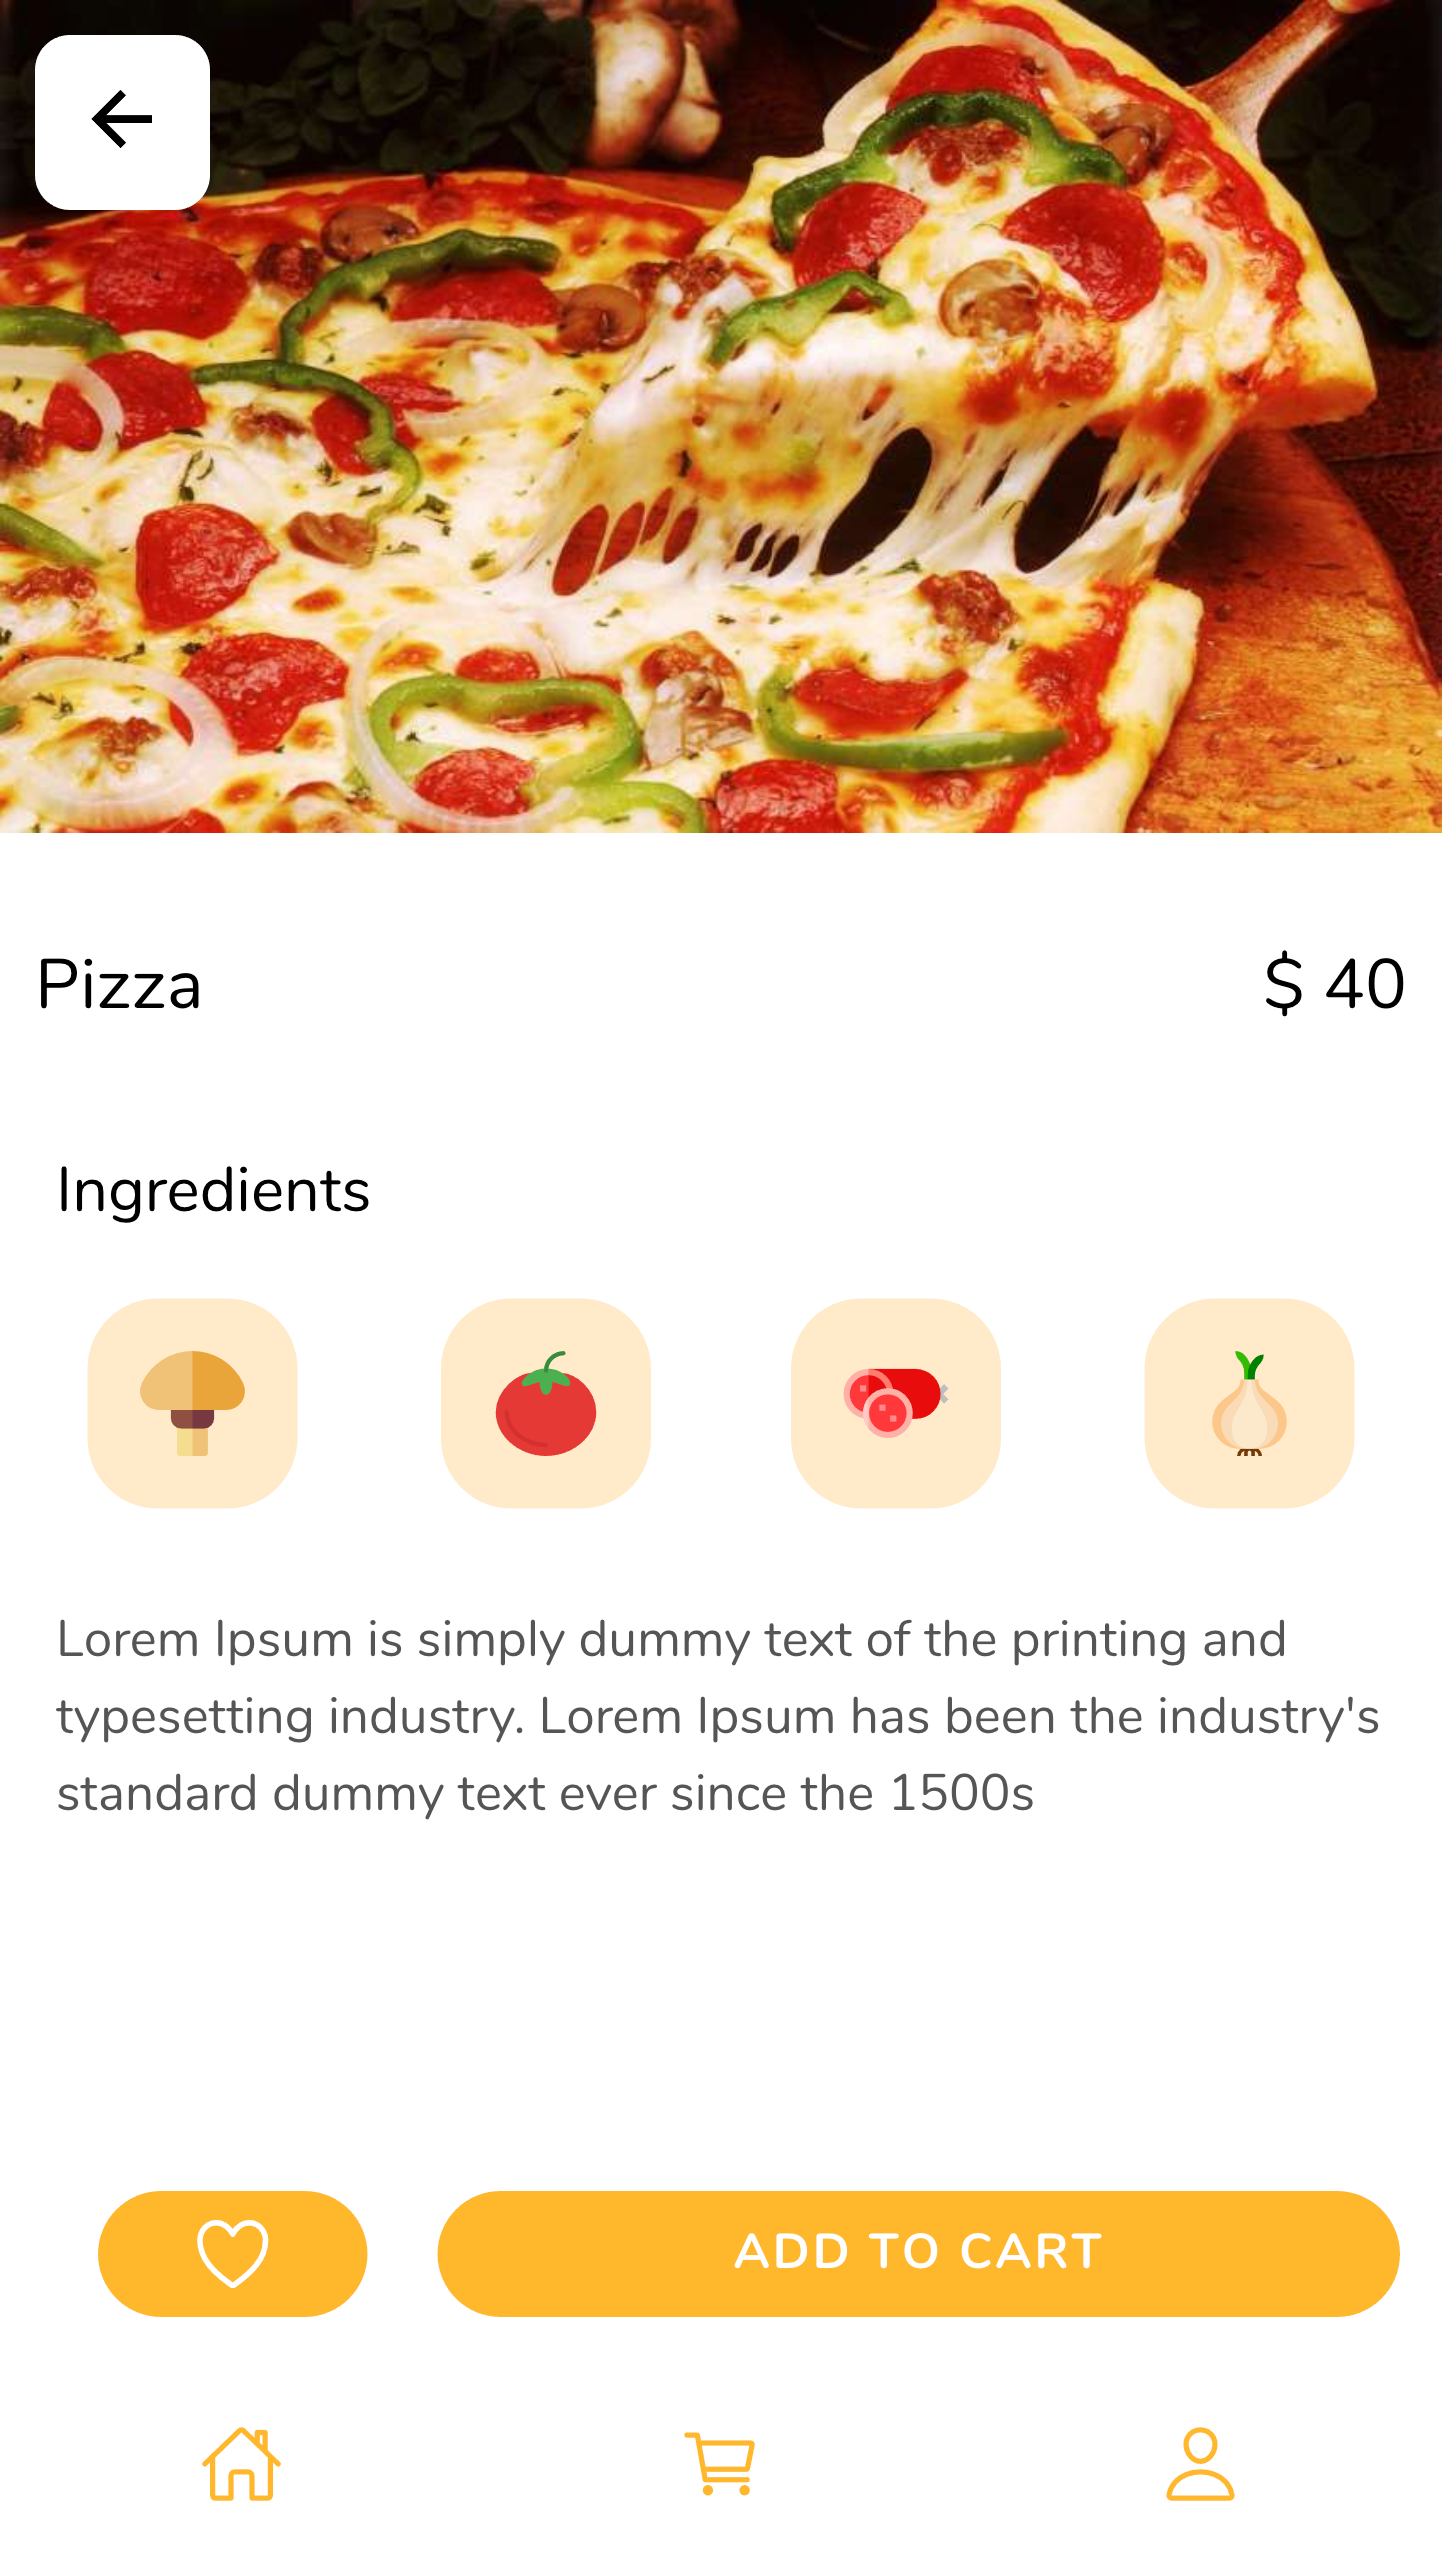 Pizza
$ 40
Ingredients
Lorem Ipsum is simply dummy text of the printing and
typesetting industry. Lorem Ipsum has been the industry's
standard dummy text ever since the 1500s
ADD TO CART